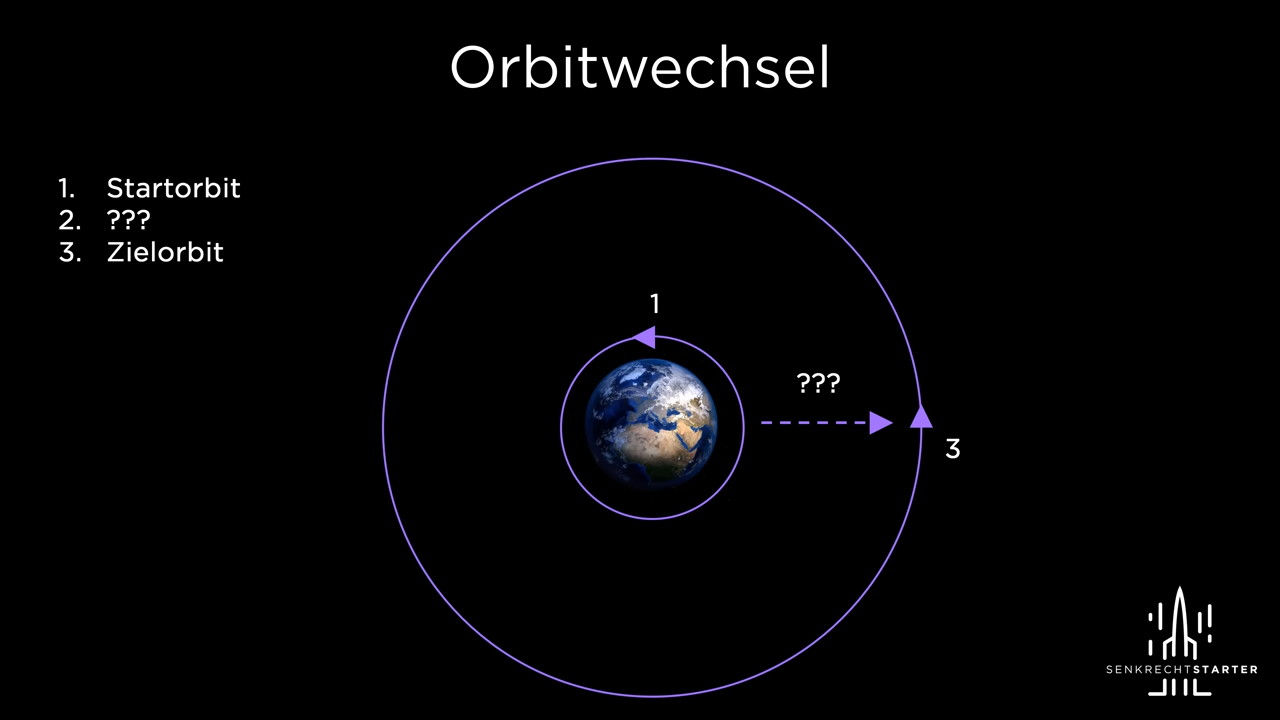 Orbitwechsel
1. Startorbit
2. ???
3. Zielorbit
1
???
3
SENKRECHTSTARTER